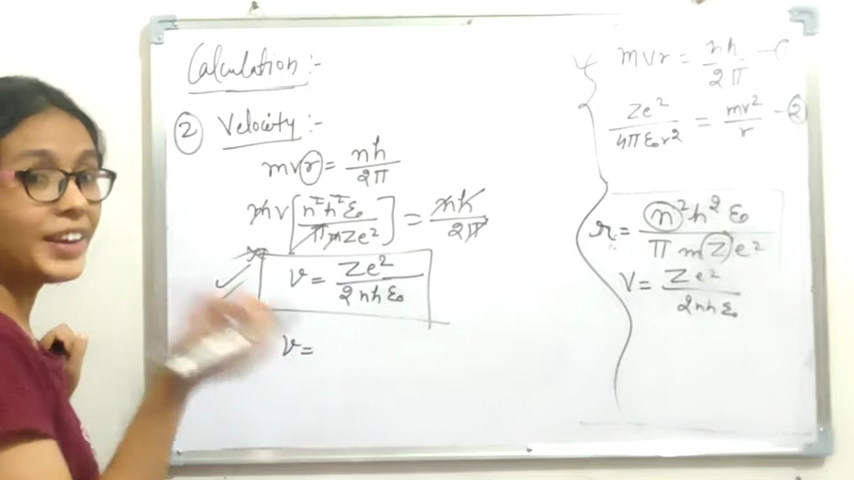 Calculation :-
② Velocity :-
mvr = nh/2π
mv[n²h²ε₀/πmZe²] = nh/2π
v = Ze²/2nhε₀
v =
mvr = nh/2π -
Ze²/4πε₀r² = mv²/r - ②
r = n²h²ε₀/πmZe²
V = Ze²/2nhε₀